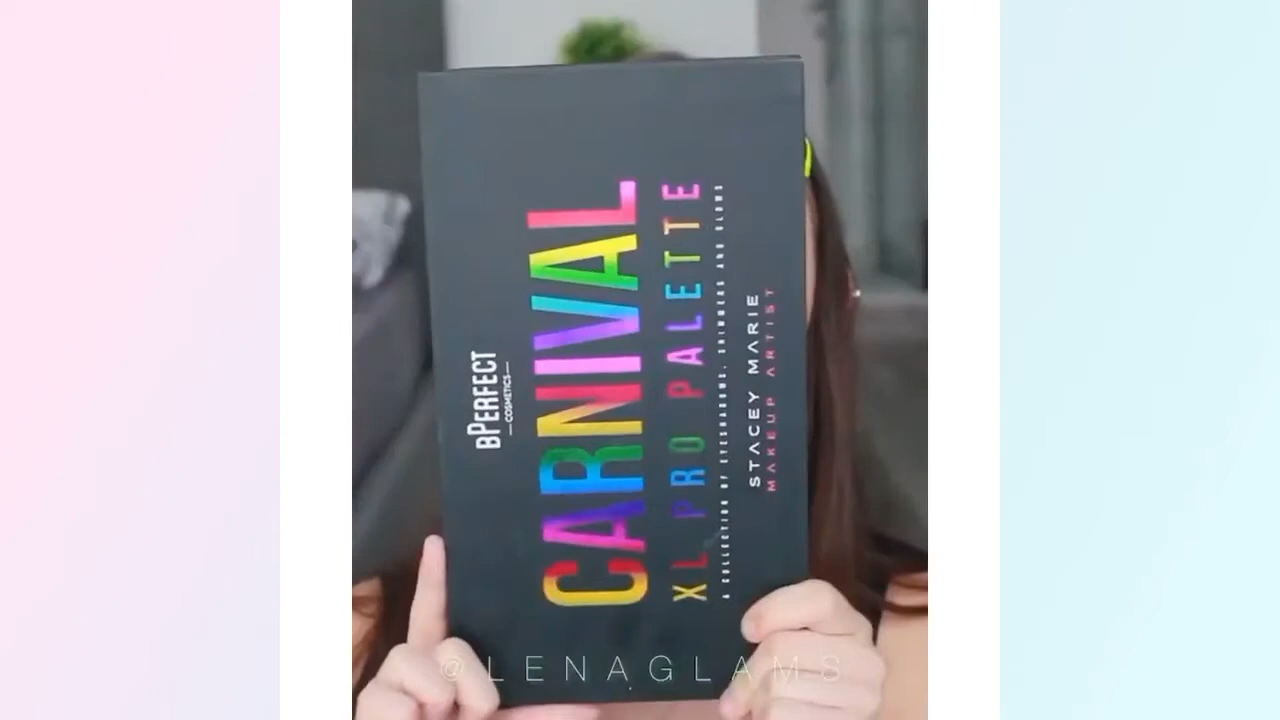 BPERFECT
—COSMETICS—
CARNIVAL
XL PRO PALETTE
A COLLECTION OF EYESHADOWS, SHIMMERS AND GLOWS
STACEY MARIE
MAKEUP ARTIST
@LENAGLAMS